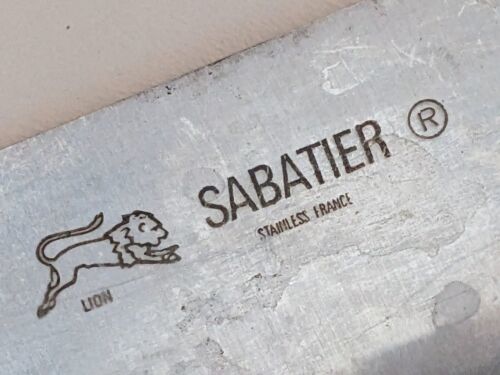 SABATIER ®
STAINLESS FRANCE
LION